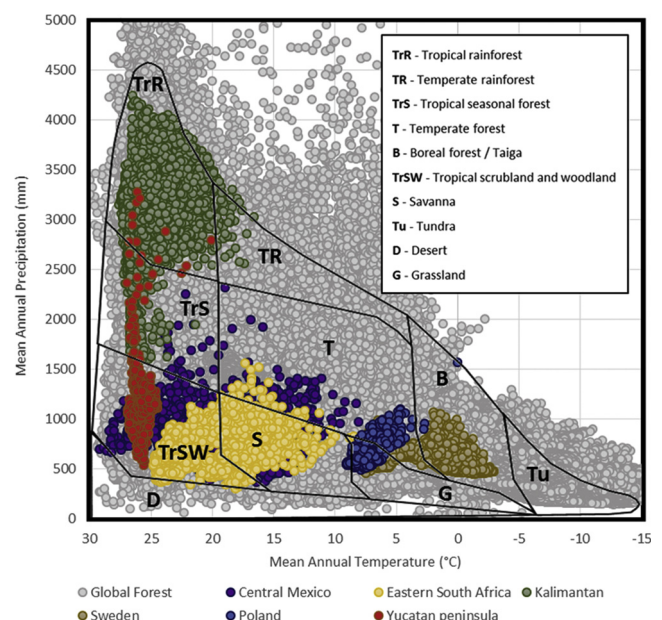 5000
4500
4000
3500
3000
2500
2000
1500
1000
500
0
Mean Annual Precipitation (mm)
TrR
TR
TrS
T
B
TrSW
S
D
G
Tu
TrR - Tropical rainforest
TR - Temperate rainforest
TrS - Tropical seasonal forest
T - Temperate forest
B - Boreal forest / Taiga
TrSW - Tropical scrubland and woodland
S - Savanna
Tu - Tundra
D - Desert
G - Grassland
30 25 20 15 10 5 0 -5 -10 -15
Mean Annual Temperature (°C)
Global Forest Central Mexico Eastern South Africa Kalimantan
Sweden Poland Yucatan peninsula